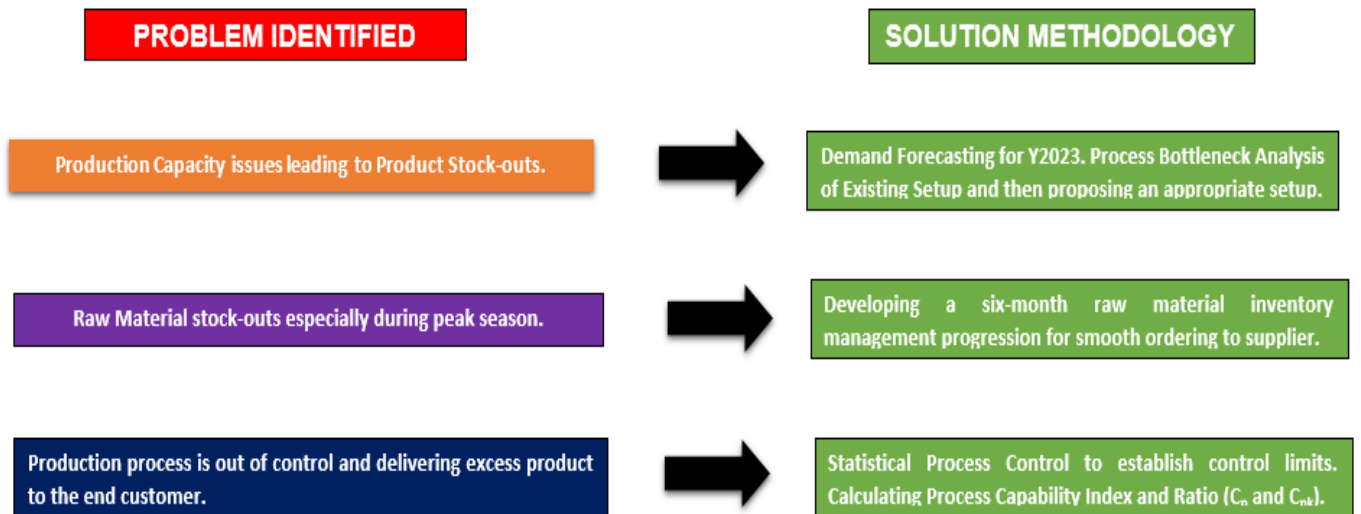 PROBLEM IDENTIFIED
SOLUTION METHODOLOGY
Production Capacity issues leading to Product Stock-outs.
Demand Forecasting for Y2023. Process Bottleneck Analysis
of Existing Setup and then proposing an appropriate setup.
Raw Material stock-outs especially during peak season.
Developing a six-month raw material inventory
management progression for smooth ordering to supplier.
Production process is out of control and delivering excess product
to the end customer.
Statistical Process Control to establish control limits.
Calculating Process Capability Index and Ratio (Cp and Cpk).